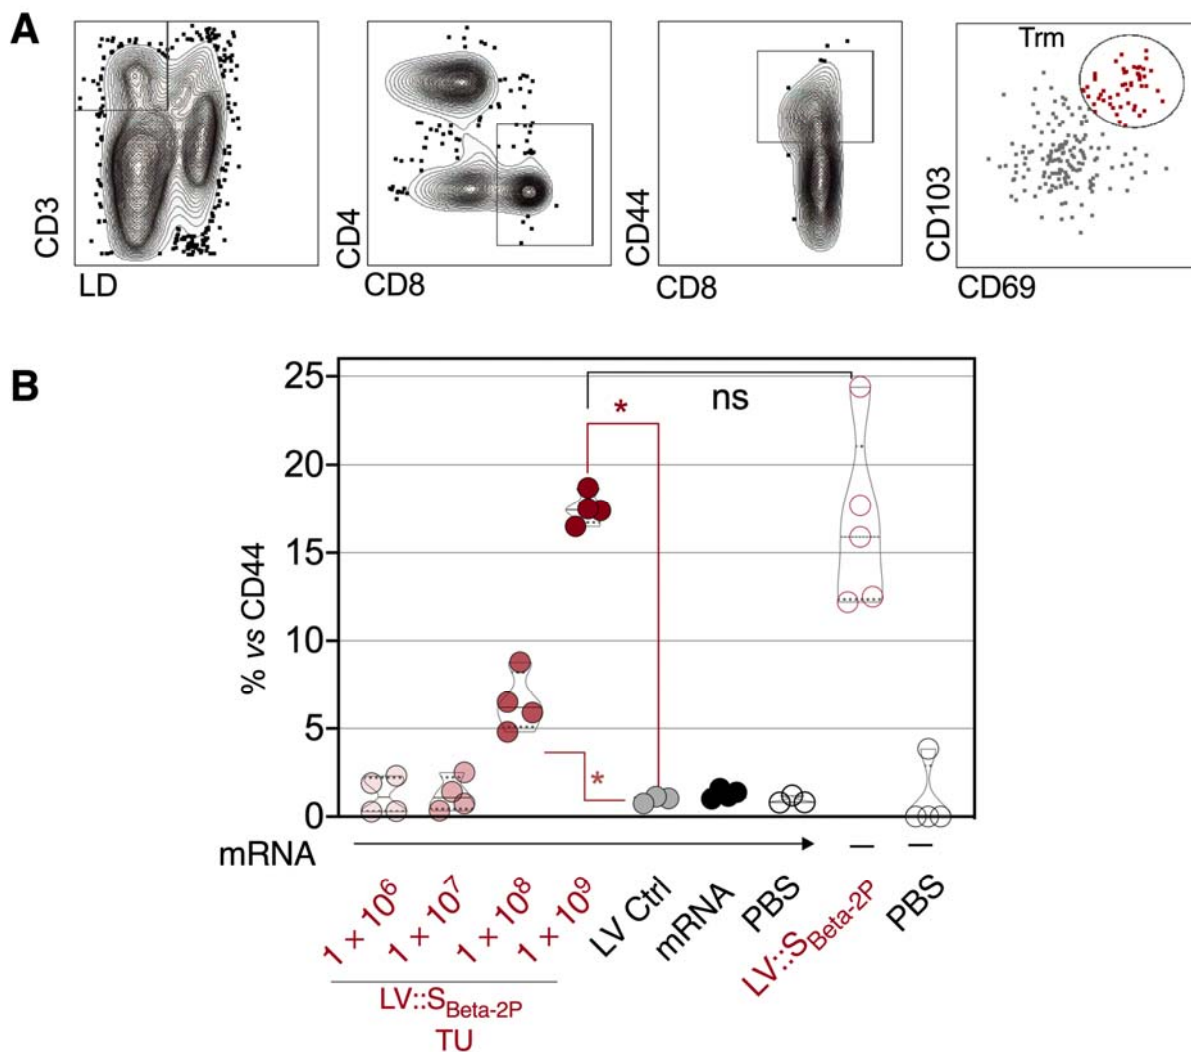 A
CD3
LD
CD4
CD8
CD44
CD8
Trm
CD103
CD69
B
% vs CD44
25
20
15
10
5
0
ns
*
*
mRNA
— —
1 × 10⁶
1 × 10⁷
1 × 10⁸
1 × 10⁹
LV Ctrl
mRNA
PBS
LV::S_Beta-2P
PBS
LV::S_Beta-2P
TU